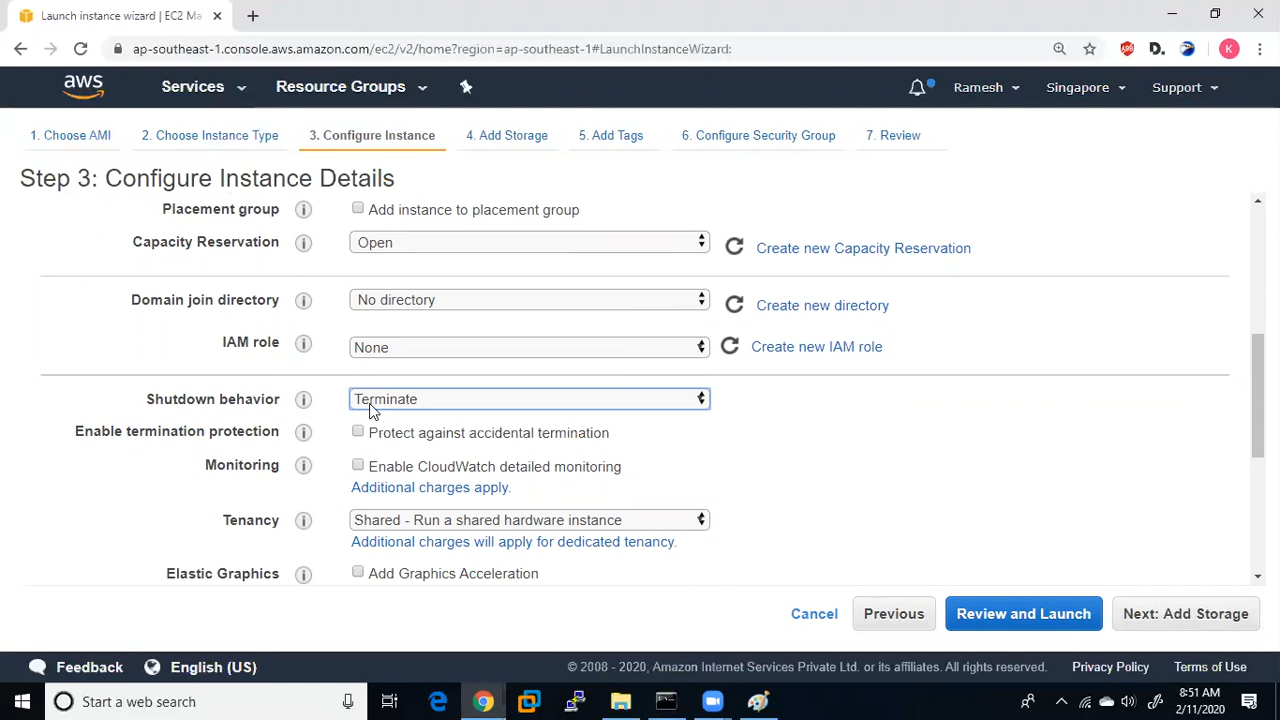 Launch instance wizard | EC2 Ma
ap-southeast-1.console.aws.amazon.com/ec2/v2/home?region=ap-southeast-1#LaunchInstanceWizard:
ABP
D.
K
aws
Services
Resource Groups
Ramesh
Singapore
Support
1. Choose AMI
2. Choose Instance Type
3. Configure Instance
4. Add Storage
5. Add Tags
6. Configure Security Group
7. Review
Step 3: Configure Instance Details
Placement group
Add instance to placement group
Capacity Reservation
Open
Create new Capacity Reservation
Domain join directory
No directory
Create new directory
IAM role
None
Create new IAM role
Shutdown behavior
Terminate
Enable termination protection
Protect against accidental termination
Monitoring
Enable CloudWatch detailed monitoring
Additional charges apply.
Tenancy
Shared - Run a shared hardware instance
Additional charges will apply for dedicated tenancy.
Elastic Graphics
Add Graphics Acceleration
Cancel
Previous
Review and Launch
Next: Add Storage
Feedback
English (US)
© 2008 - 2020, Amazon Internet Services Private Ltd. or its affiliates. All rights reserved.
Privacy Policy
Terms of Use
Start a web search
8:51 AM
2/11/2020